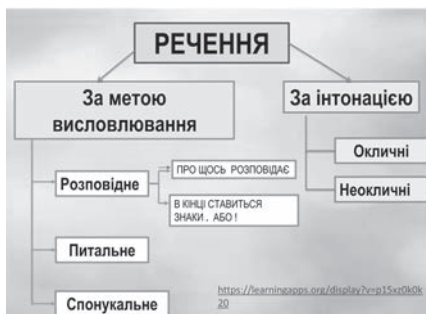 РЕЧЕННЯ
За метою
висловлювання
За інтонацією
Окличні
Неокличні
Розповідне
ПРО ЩОСЬ РОЗПОВІДАЄ
В КІНЦІ СТАВИТЬСЯ
ЗНАКИ . АБО !
Питальне
Спонукальне
https://learningapps.org/display?v=p15xz0k0k
20